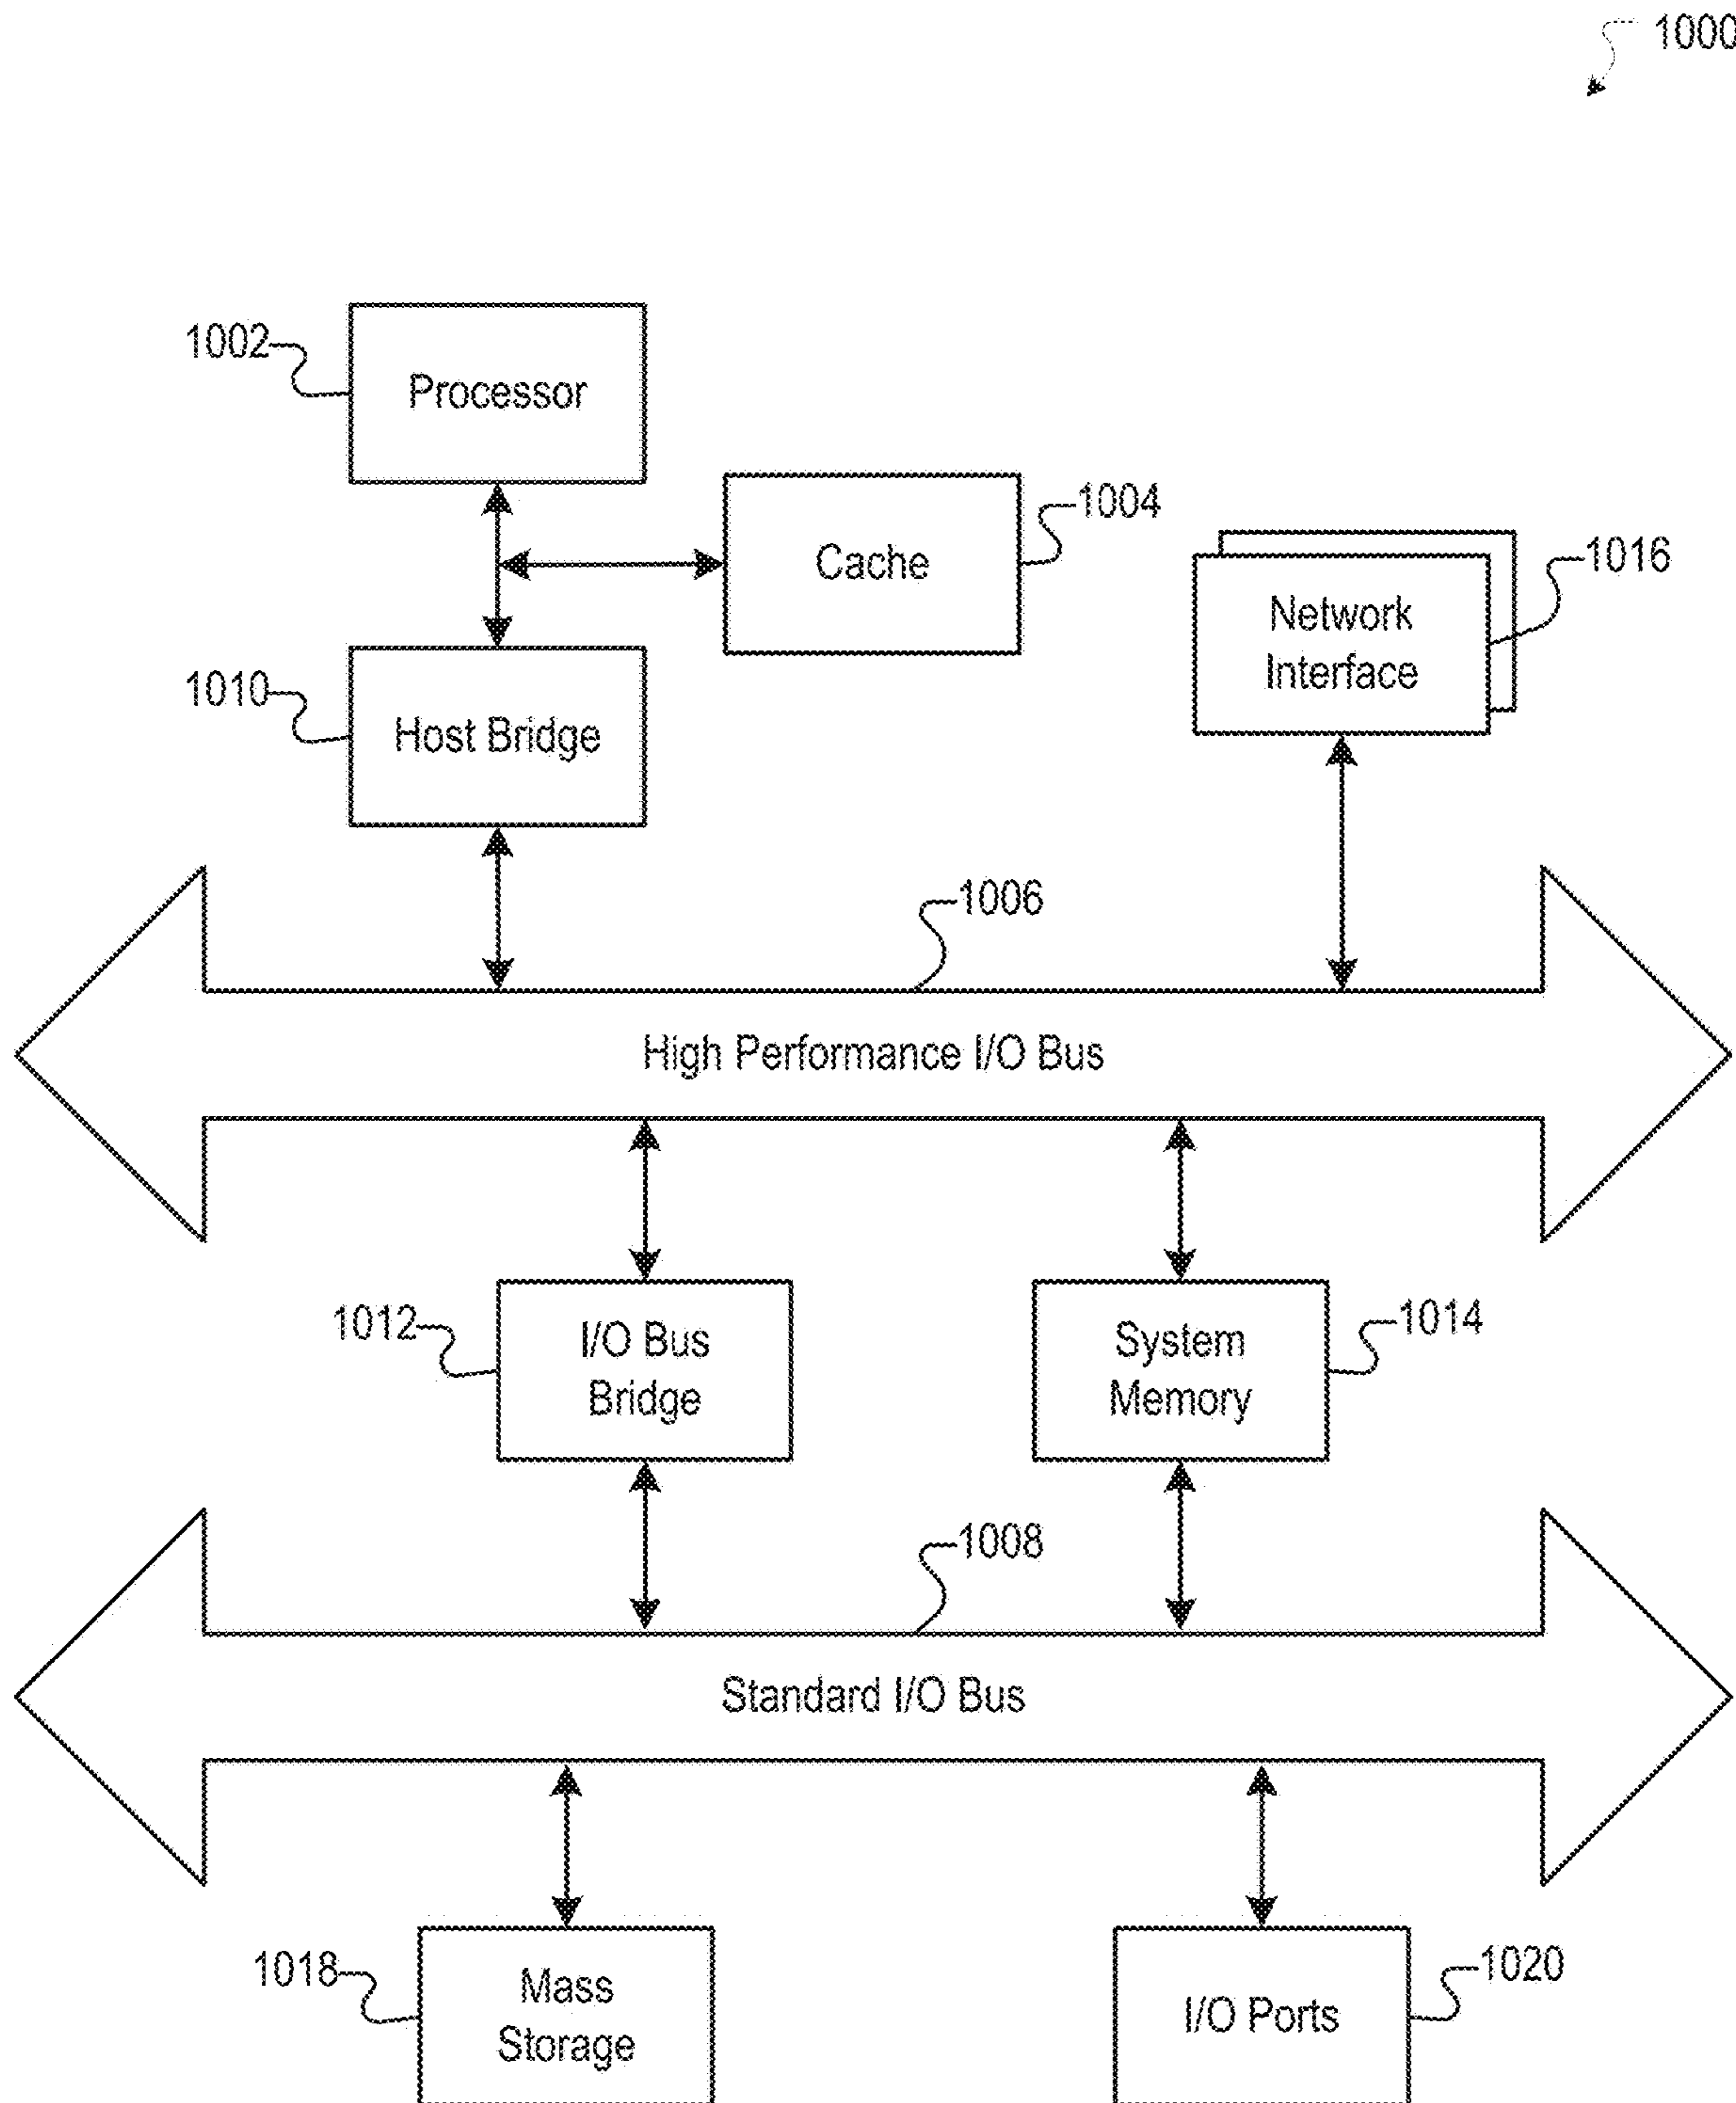 1000
1002
Processor
1004
Cache
1016
Network
Interface
1010
Host Bridge
1006
High Performance I/O Bus
1012
I/O Bus
Bridge
System
Memory
1014
1008
Standard I/O Bus
1018
Mass
Storage
I/O Ports
1020